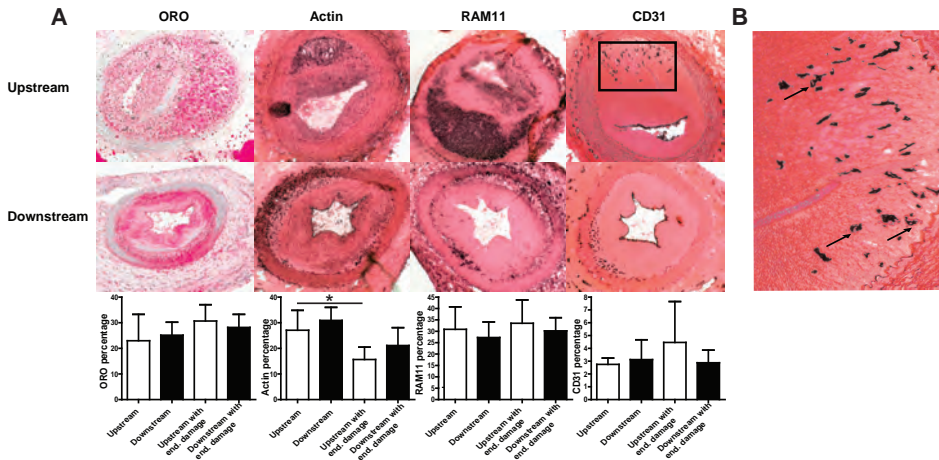 A
ORO
Actin
RAM11
CD31
B
Upstream
Downstream
ORO percentage
40
30
20
10
0
Upstream
Downstream
Upstream with
end. damage
Downstream with
end. damage
Actin percentage
40
30
20
10
0
*
Upstream
Downstream
Upstream with
end. damage
Downstream with
end. damage
RAM11 percentage
45
40
35
30
25
20
15
10
5
0
Upstream
Downstream
Upstream with
end. damage
Downstream with
end. damage
CD31 percentage
8
7
6
5
4
3
2
1
0
Upstream
Downstream
Upstream with
end. damage
Downstream with
end. damage